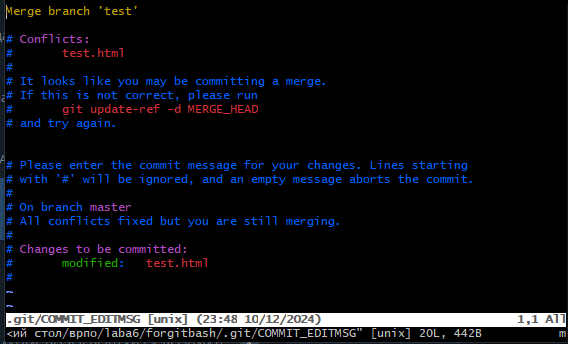 Merge branch 'test'
# Conflicts:
#       test.html
#
# It looks like you may be committing a merge.
# If this is not correct, please run
#       git update-ref -d MERGE_HEAD
# and try again.
# Please enter the commit message for your changes. Lines starting
# with '#' will be ignored, and an empty message aborts the commit.
#
# On branch master
# All conflicts fixed but you are still merging.
#
# Changes to be committed:
#       modified:   test.html
#
~
~
.git/COMMIT_EDITMSG [unix] (23:48 10/12/2024) 1,1 All
<ий стол/врпо/laba6/forgitbash/.git/COMMIT_EDITMSG" [unix] 20L, 442B